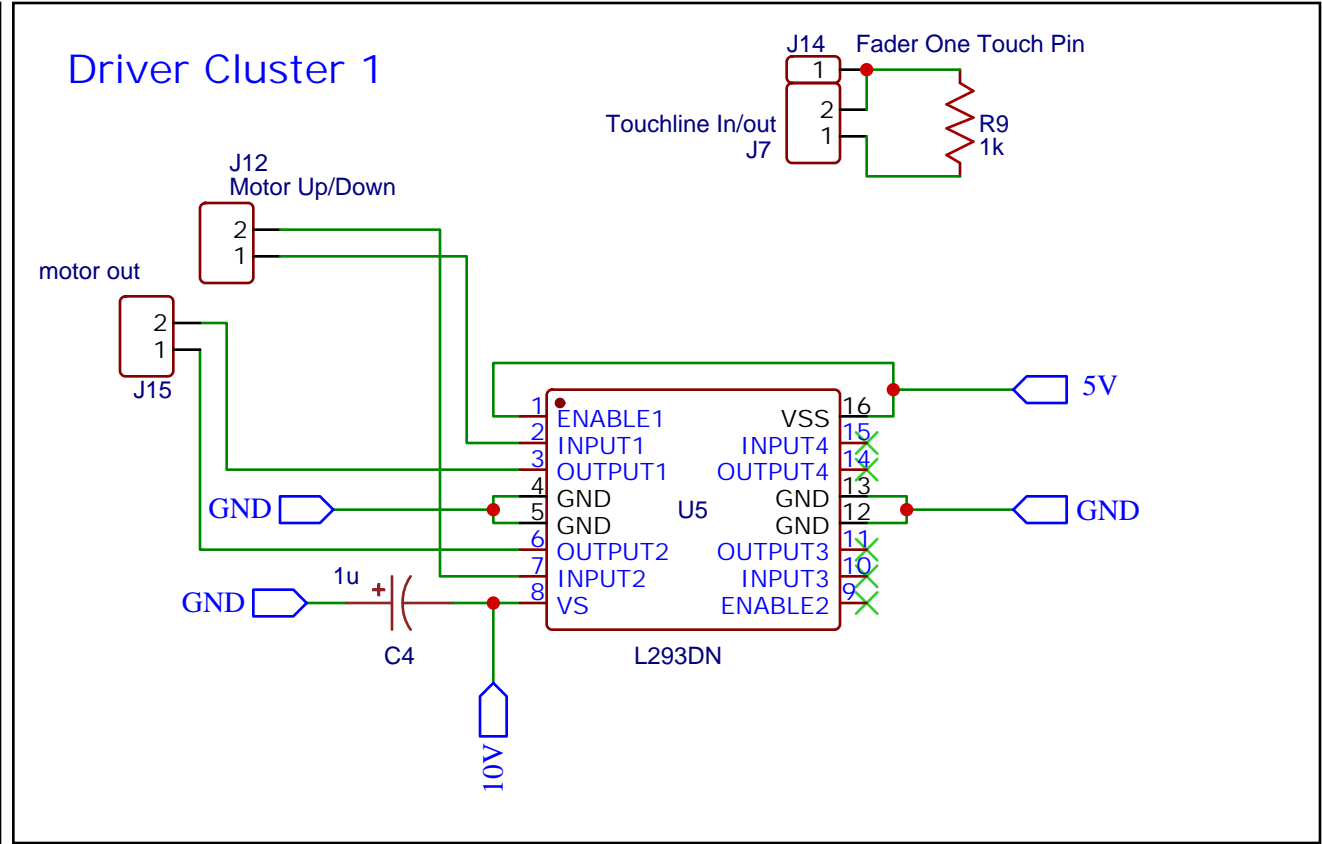 Driver Cluster 1
J14
Fader One Touch Pin
1
2
1
Touchline In/out
J7
R9
1k
J12
Motor Up/Down
2
1
motor out
2
1
J15
5V
1
ENABLE1
2
INPUT1
3
OUTPUT1
4
GND
5
GND
6
OUTPUT2
7
INPUT2
8
VS
16
VSS
15
INPUT4
14
OUTPUT4
13
GND
12
GND
11
OUTPUT3
10
INPUT3
9
ENABLE2
U5
L293DN
GND
GND
GND
1u
+
C4
10V